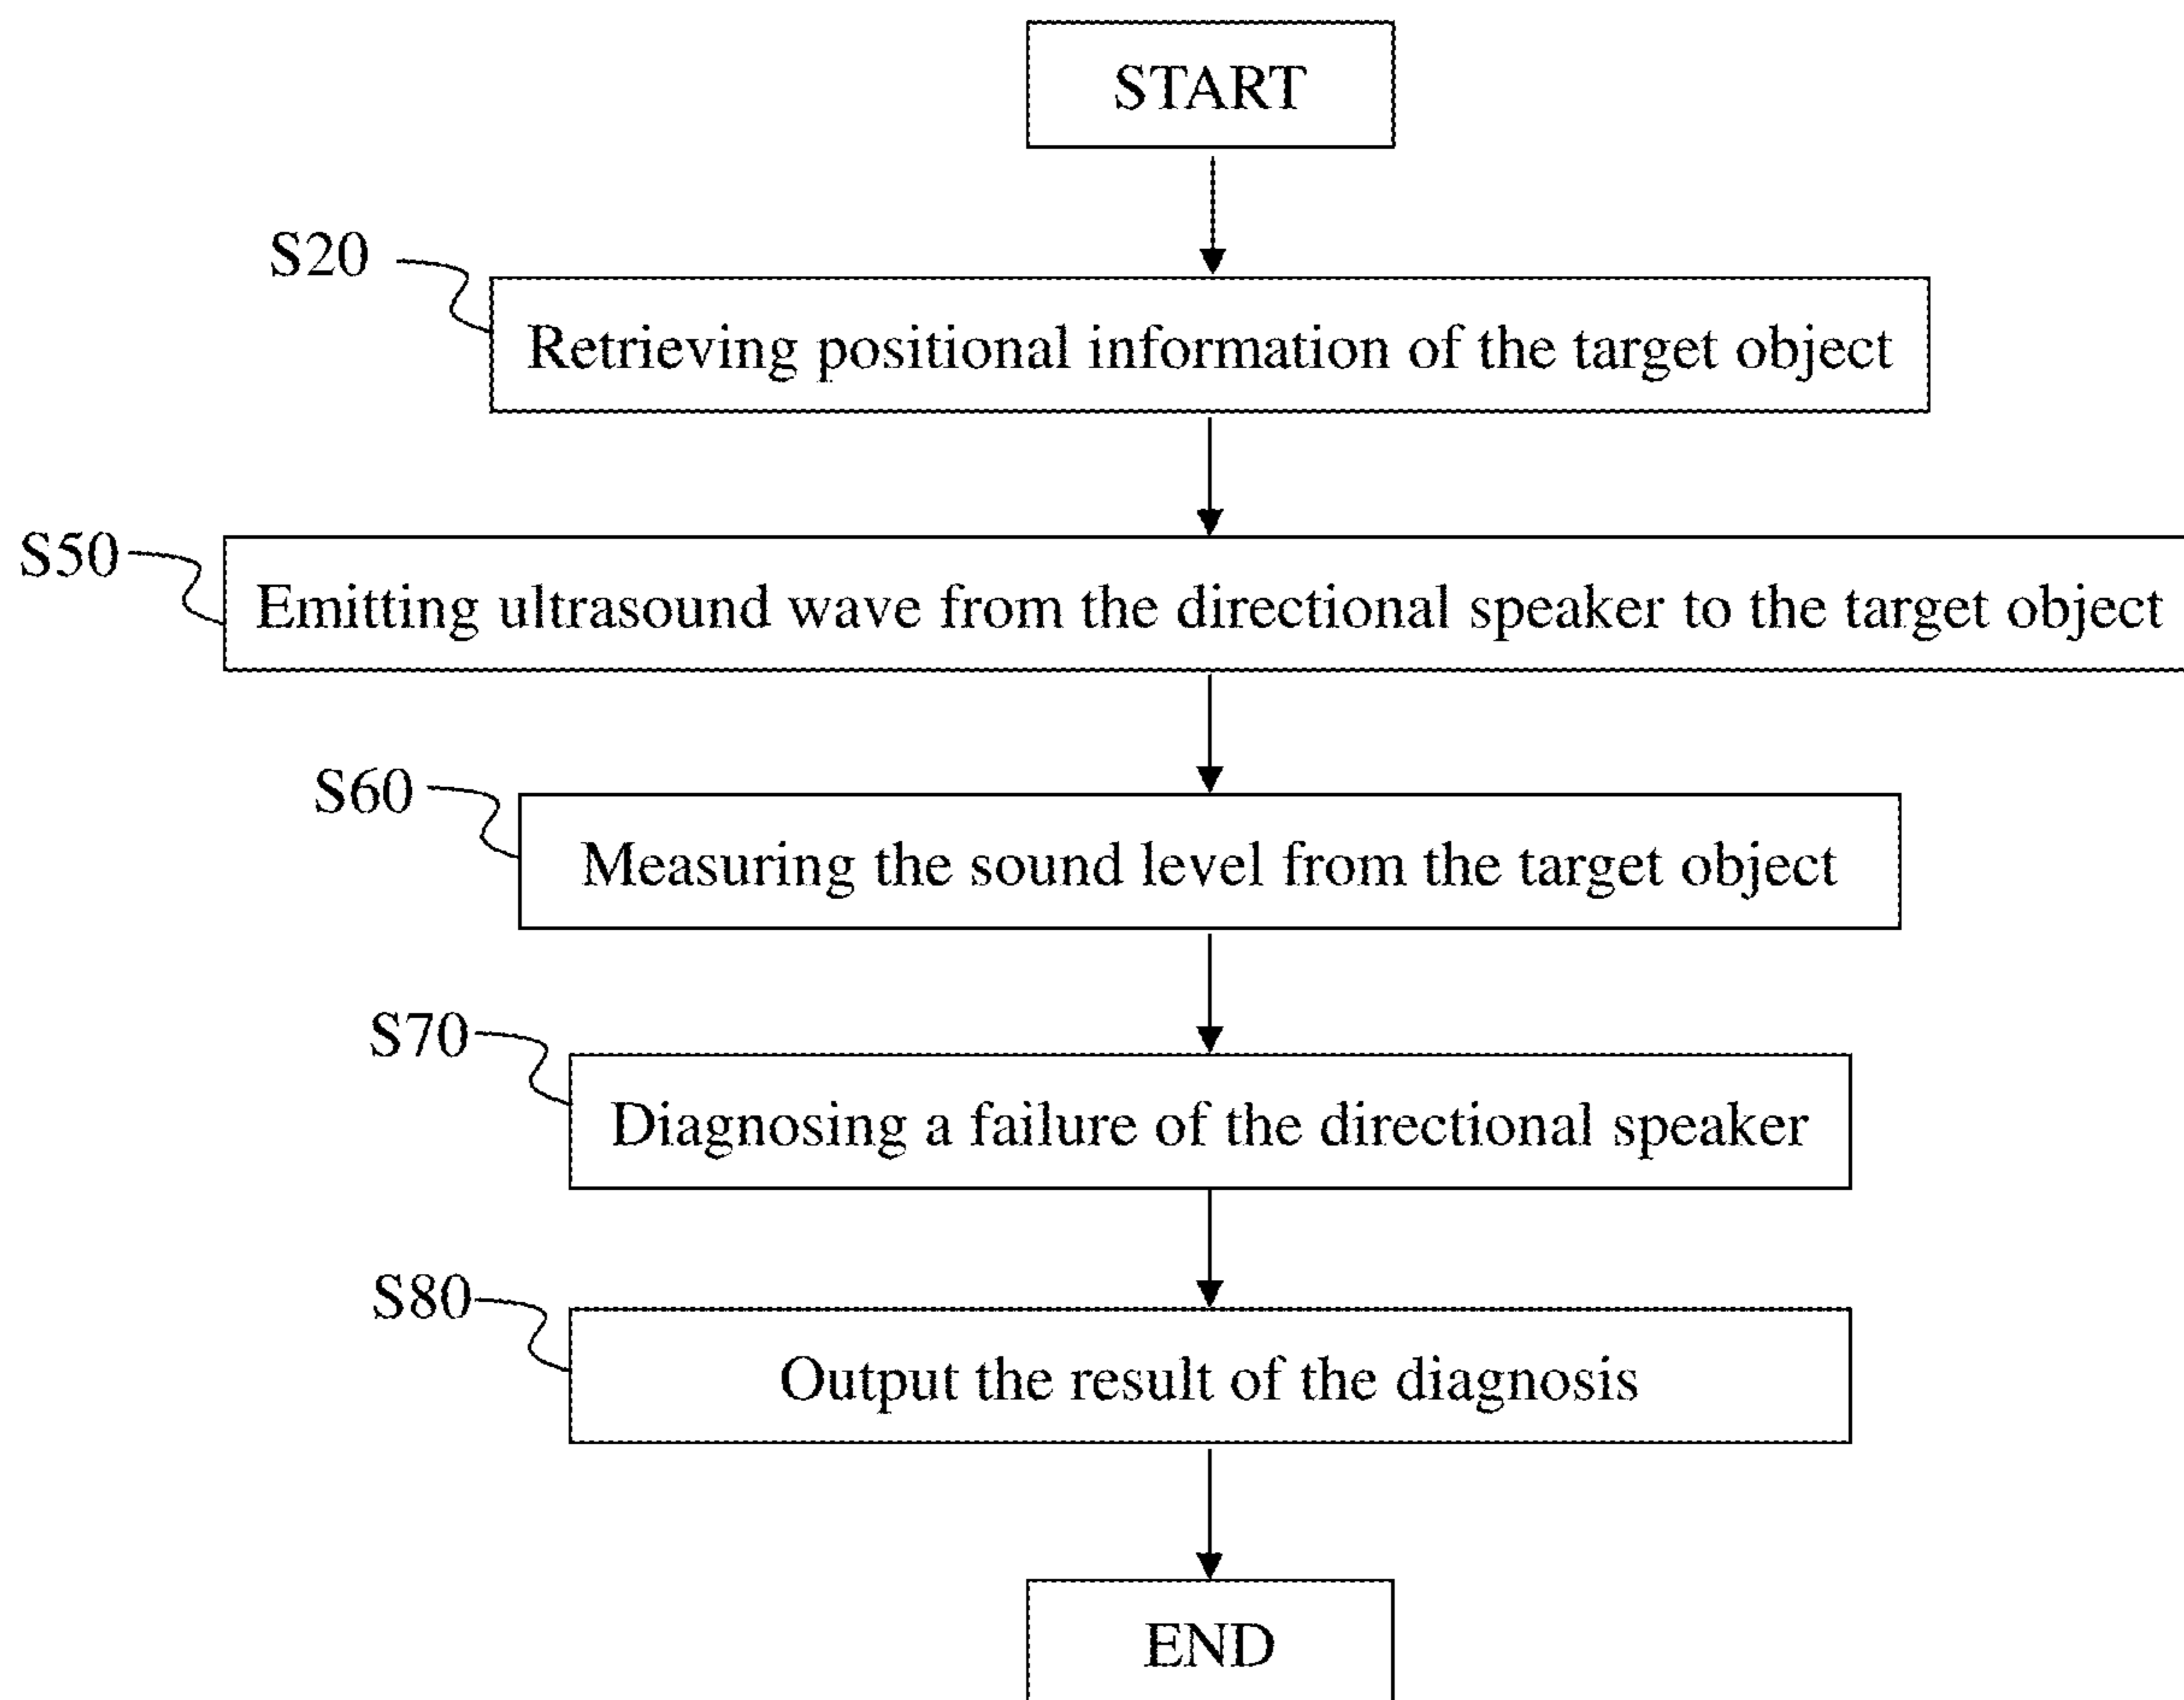 START
S20
Retrieving positional information of the target object
S50
Emitting ultrasound wave from the directional speaker to the target object
S60
Measuring the sound level from the target object
S70
Diagnosing a failure of the directional speaker
S80
Output the result of the diagnosis
END